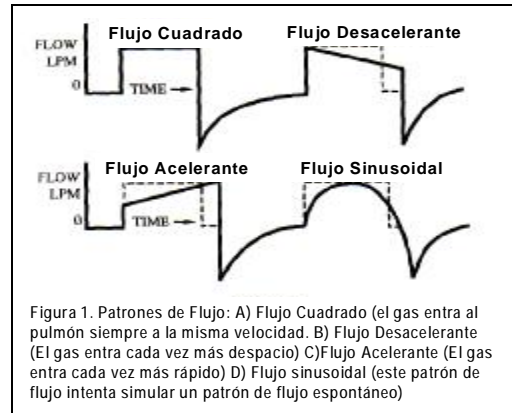 Flujo Cuadrado Flujo Desacelerante
FLOW
LPM
0
TIME
Flujo Acelerante Flujo Sinusoidal
FLOW
LPM
0
TIME
Figura 1. Patrones de Flujo: A) Flujo Cuadrado (el gas entra al
pulmón siempre a la misma velocidad. B) Flujo Desacelerante
(El gas entra cada vez más despacio) C)Flujo Acelerante (El gas
entra cada vez más rápido) D) Flujo sinusoidal (este patrón de
flujo intenta simular un patrón de flujo espontáneo)